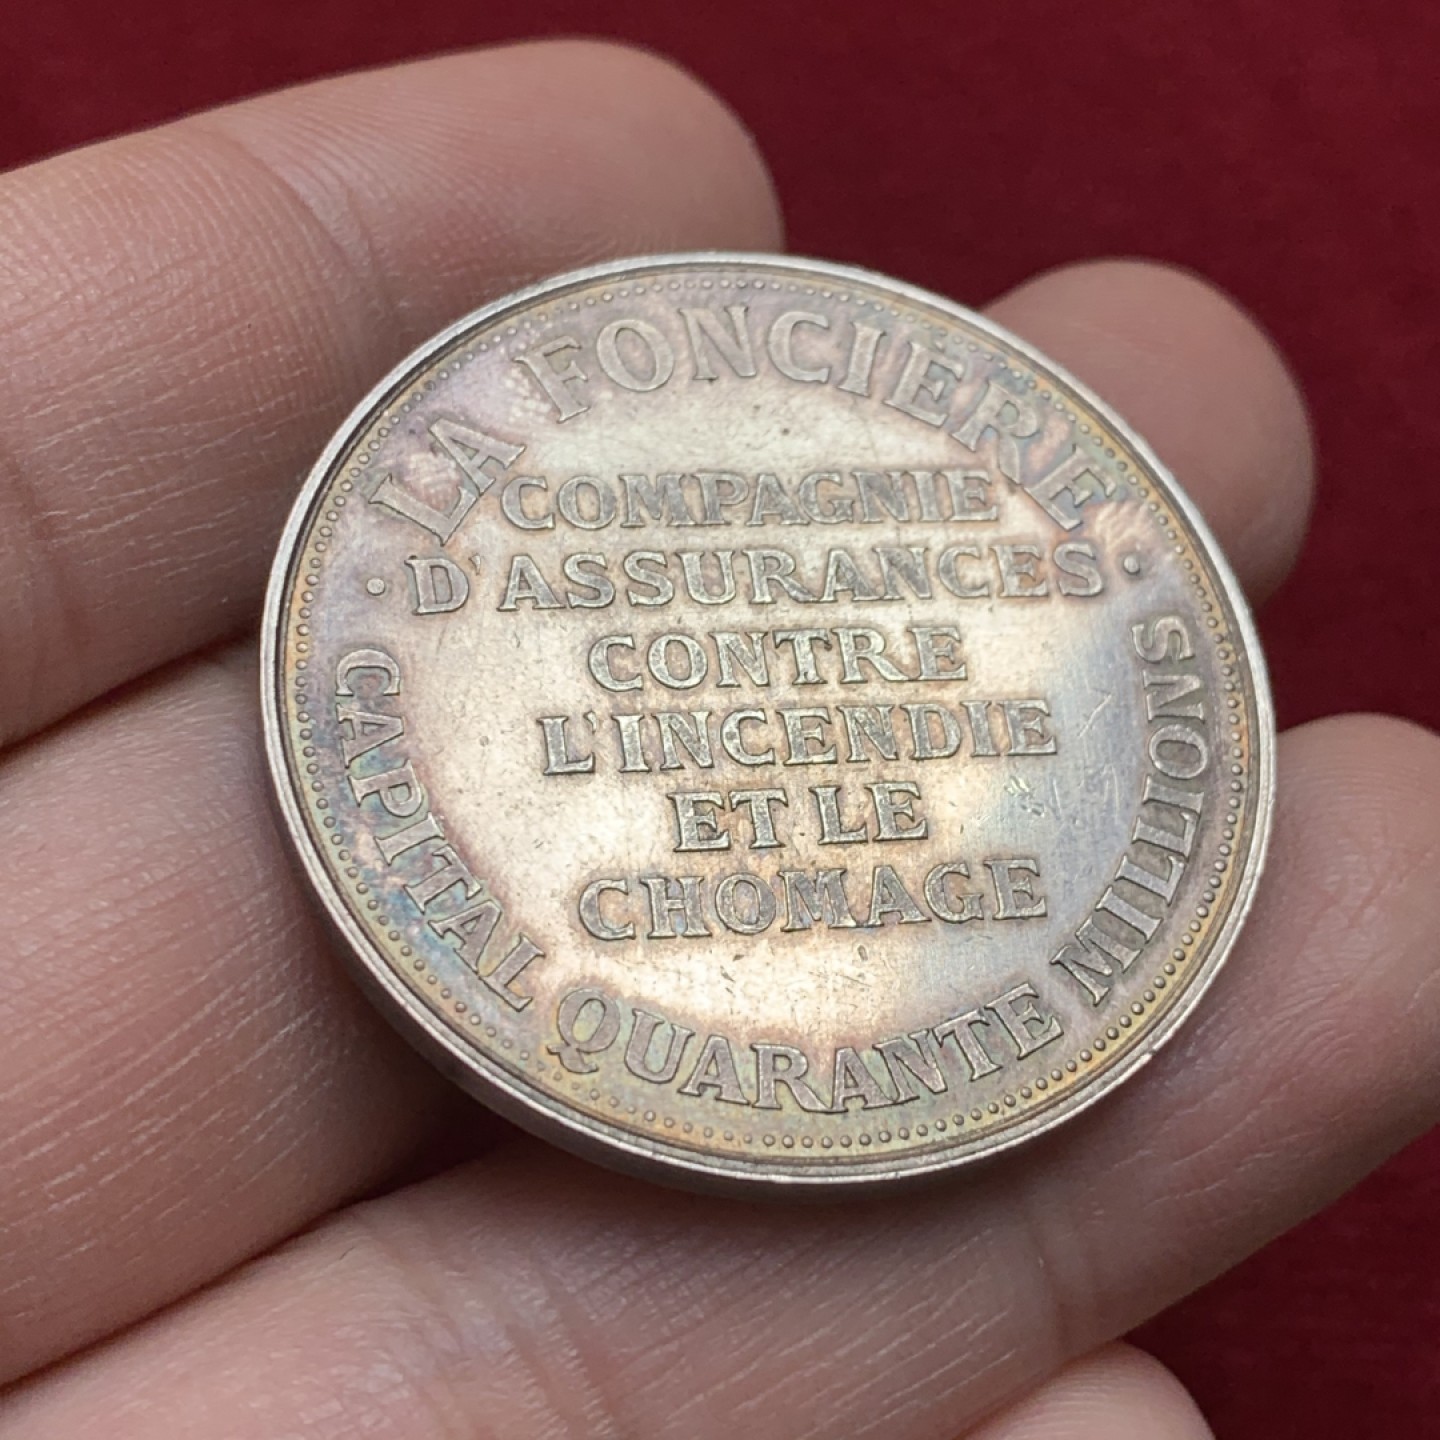 LA FONCIERE
COMPAGNIE
D'ASSURANCES
CONTRE
L'INCENDIE
ET LE
CHOMAGE
CAPITAL QUARANTE MILLIONS